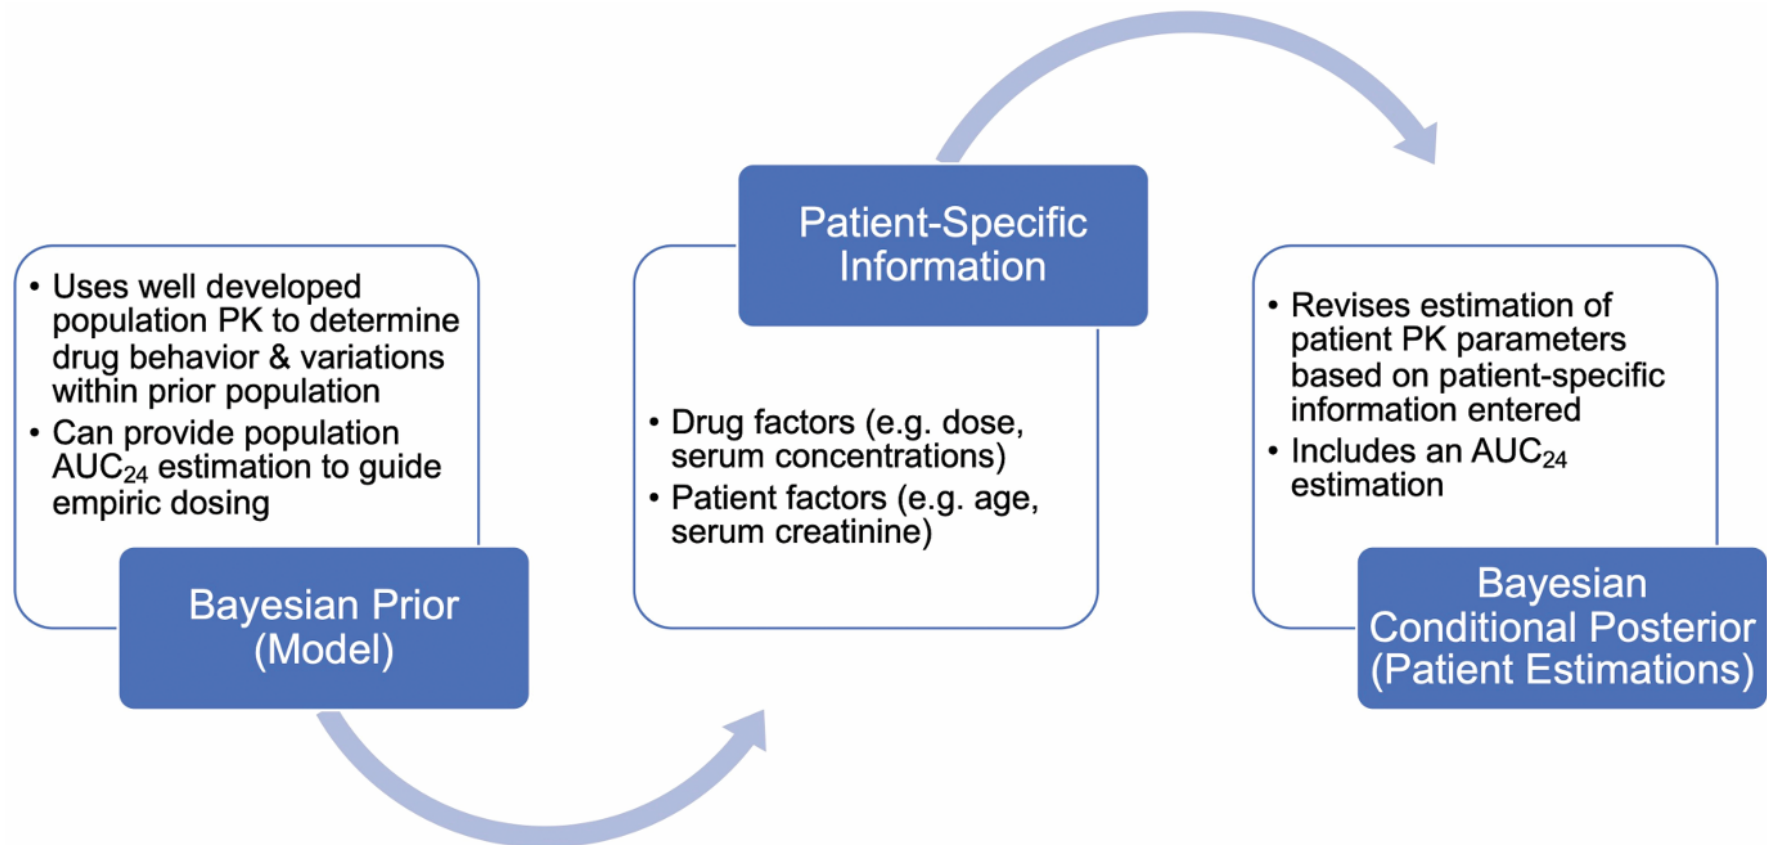 • Uses well developed
population PK to determine
drug behavior & variations
within prior population
• Can provide population
AUC₂₄ estimation to guide
empiric dosing
Bayesian Prior
(Model)
Patient-Specific
Information
• Drug factors (e.g. dose,
serum concentrations)
• Patient factors (e.g. age,
serum creatinine)
• Revises estimation of
patient PK parameters
based on patient-specific
information entered
• Includes an AUC₂₄
estimation
Bayesian
Conditional Posterior
(Patient Estimations)